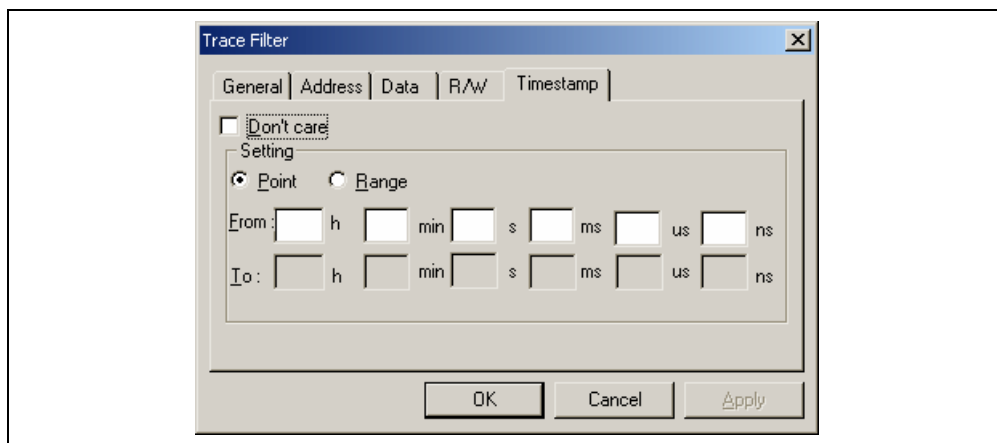 Trace Filter
General Address Data R/W Timestamp
Don't care
Setting
Point Range
From : h min s ms us ns
To : h min s ms us ns
OK Cancel Apply